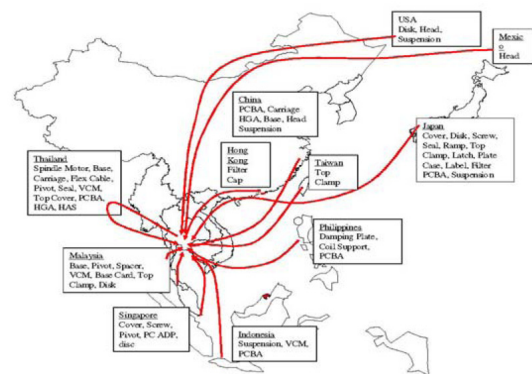 USA
Disk, Head,
Suspension
Mexic
o
Head
China
PCBA, Carriage
HGA, Base, Head
Suspension
Japan
Cover, Disk, Screw,
Seal, Ramp, Top
Clamp, Latch, Plate
Case, Label, Filter
PCBA, Suspension
Hong
Kong
Filter
Cap
Taiwan
Top
Clamp
Thailand
Spindle Motor, Base,
Carriage, Flex Cable,
Pivot, Seal, VCM,
Top Cover, PCBA,
HGA, HAS
Philippines
Damping Plate,
Coil Support,
PCBA
Malaysia
Base, Pivot, Spacer,
VCM, Base Card, Top
Clamp, Disk
Singapore
Cover, Screw,
Pivot, PC ADP,
disc
Indonesia
Suspension, VCM,
PCBA